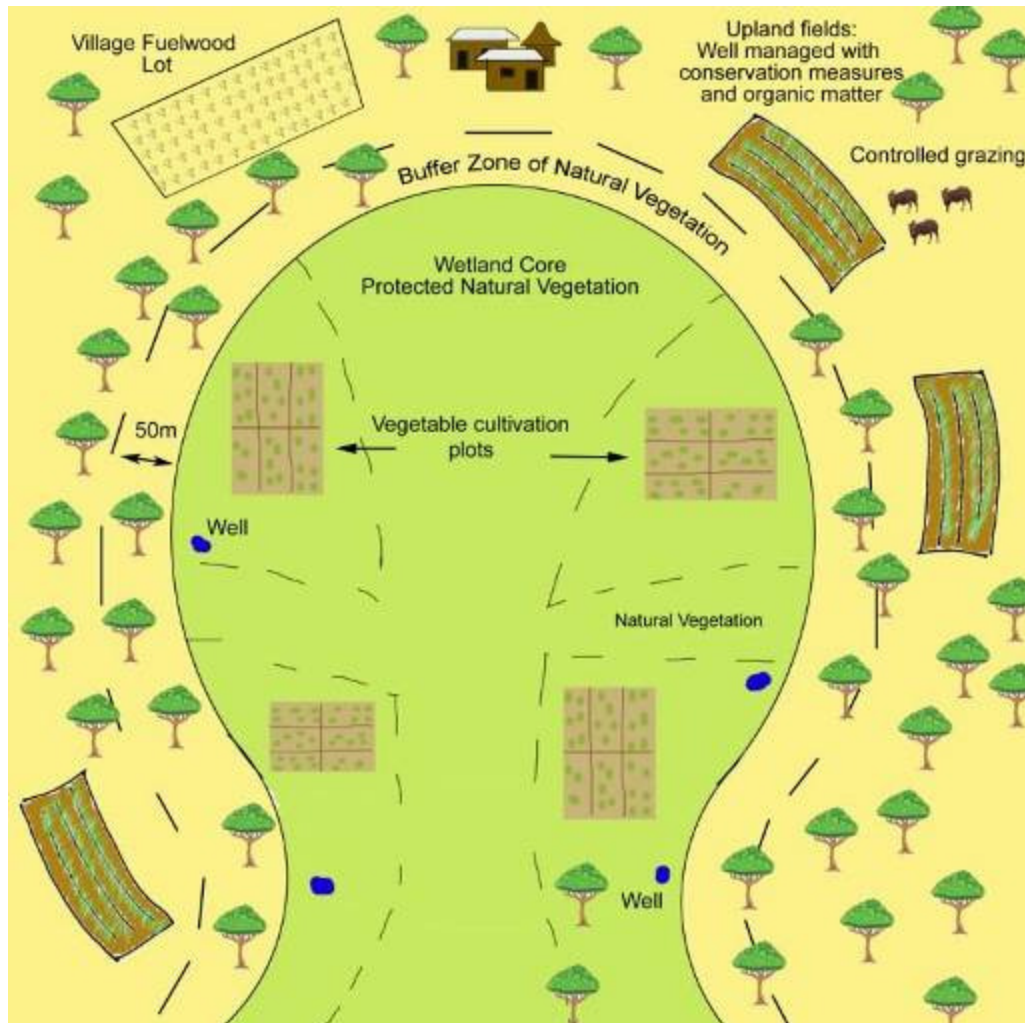 Village Fuelwood
Lot
Upland fields:
Well managed with
conservation measures
and organic matter
Controlled grazing
Buffer Zone of Natural Vegetation
Wetland Core
Protected Natural Vegetation
50m
Vegetable cultivation
plots
Well
Natural Vegetation
Well